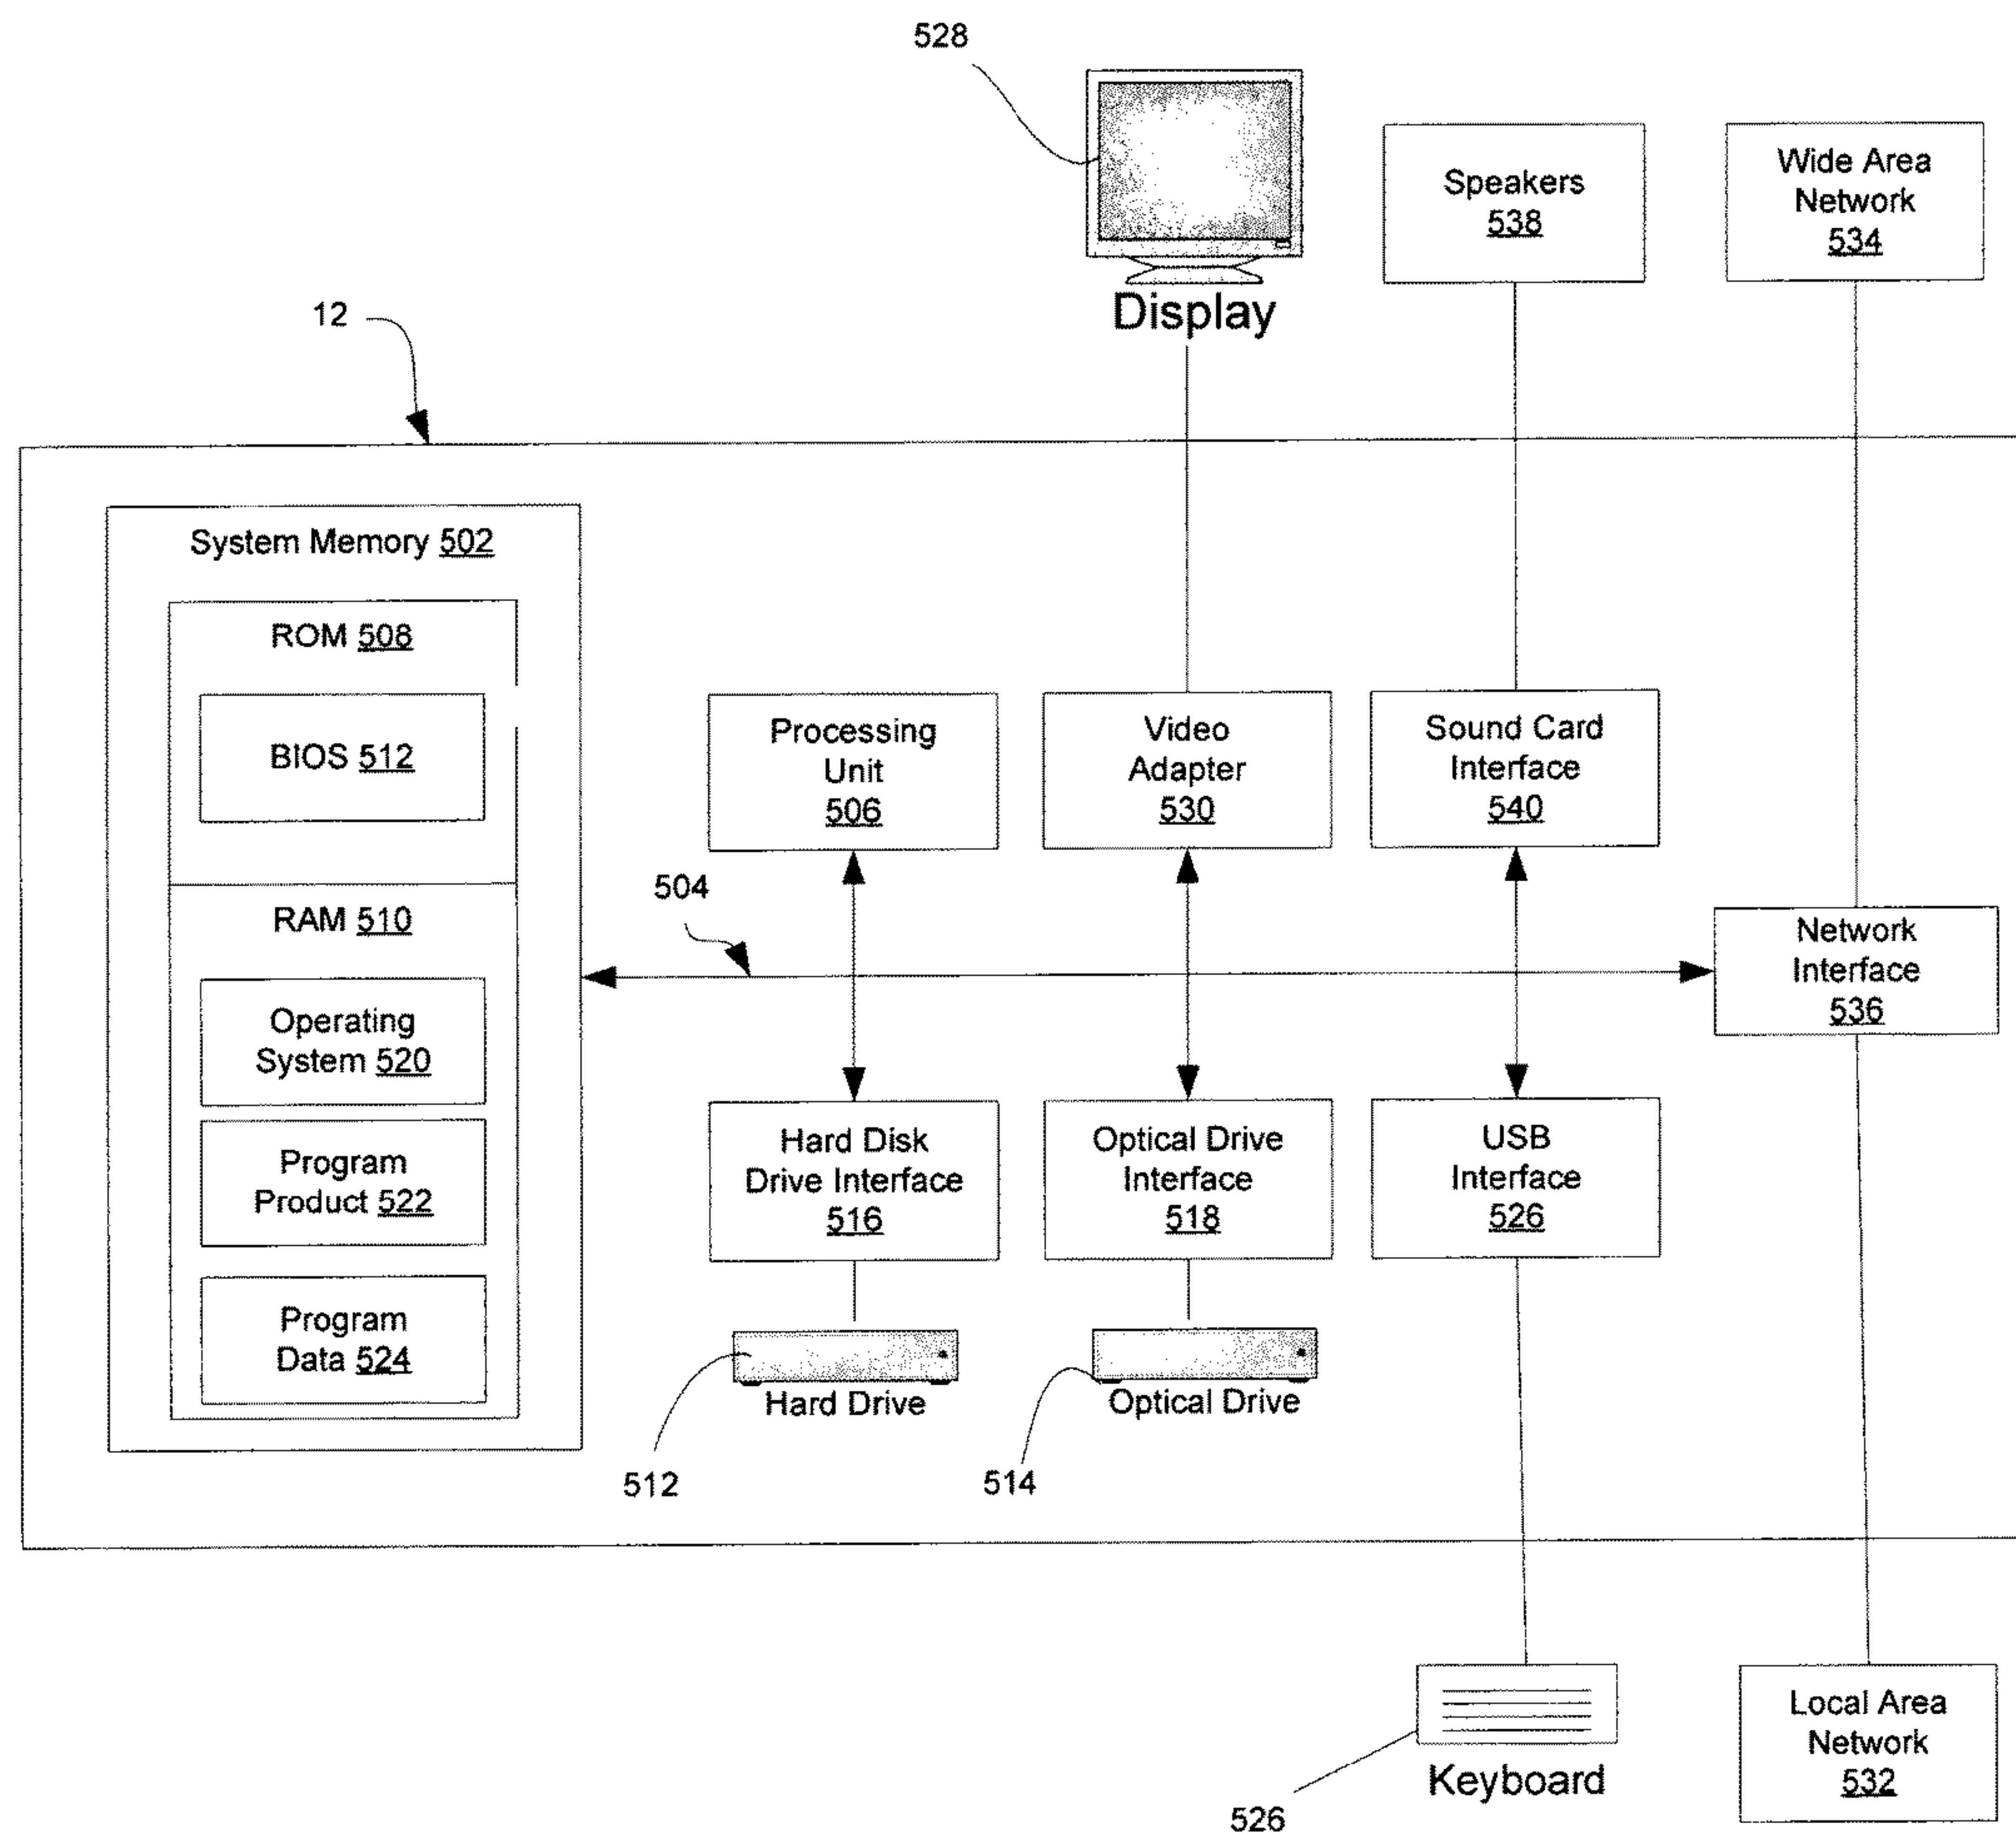 528
Display
Speakers
538
Wide Area
Network
534
12
System Memory 502
ROM 508
BIOS 512
RAM 510
Operating
System 520
Program
Product 522
Program
Data 524
Processing
Unit
506
Video
Adapter
530
Sound Card
Interface
540
504
Network
Interface
536
Hard Disk
Drive Interface
516
Optical Drive
Interface
518
USB
Interface
526
Hard Drive
512
Optical Drive
514
Keyboard
526
Local Area
Network
532